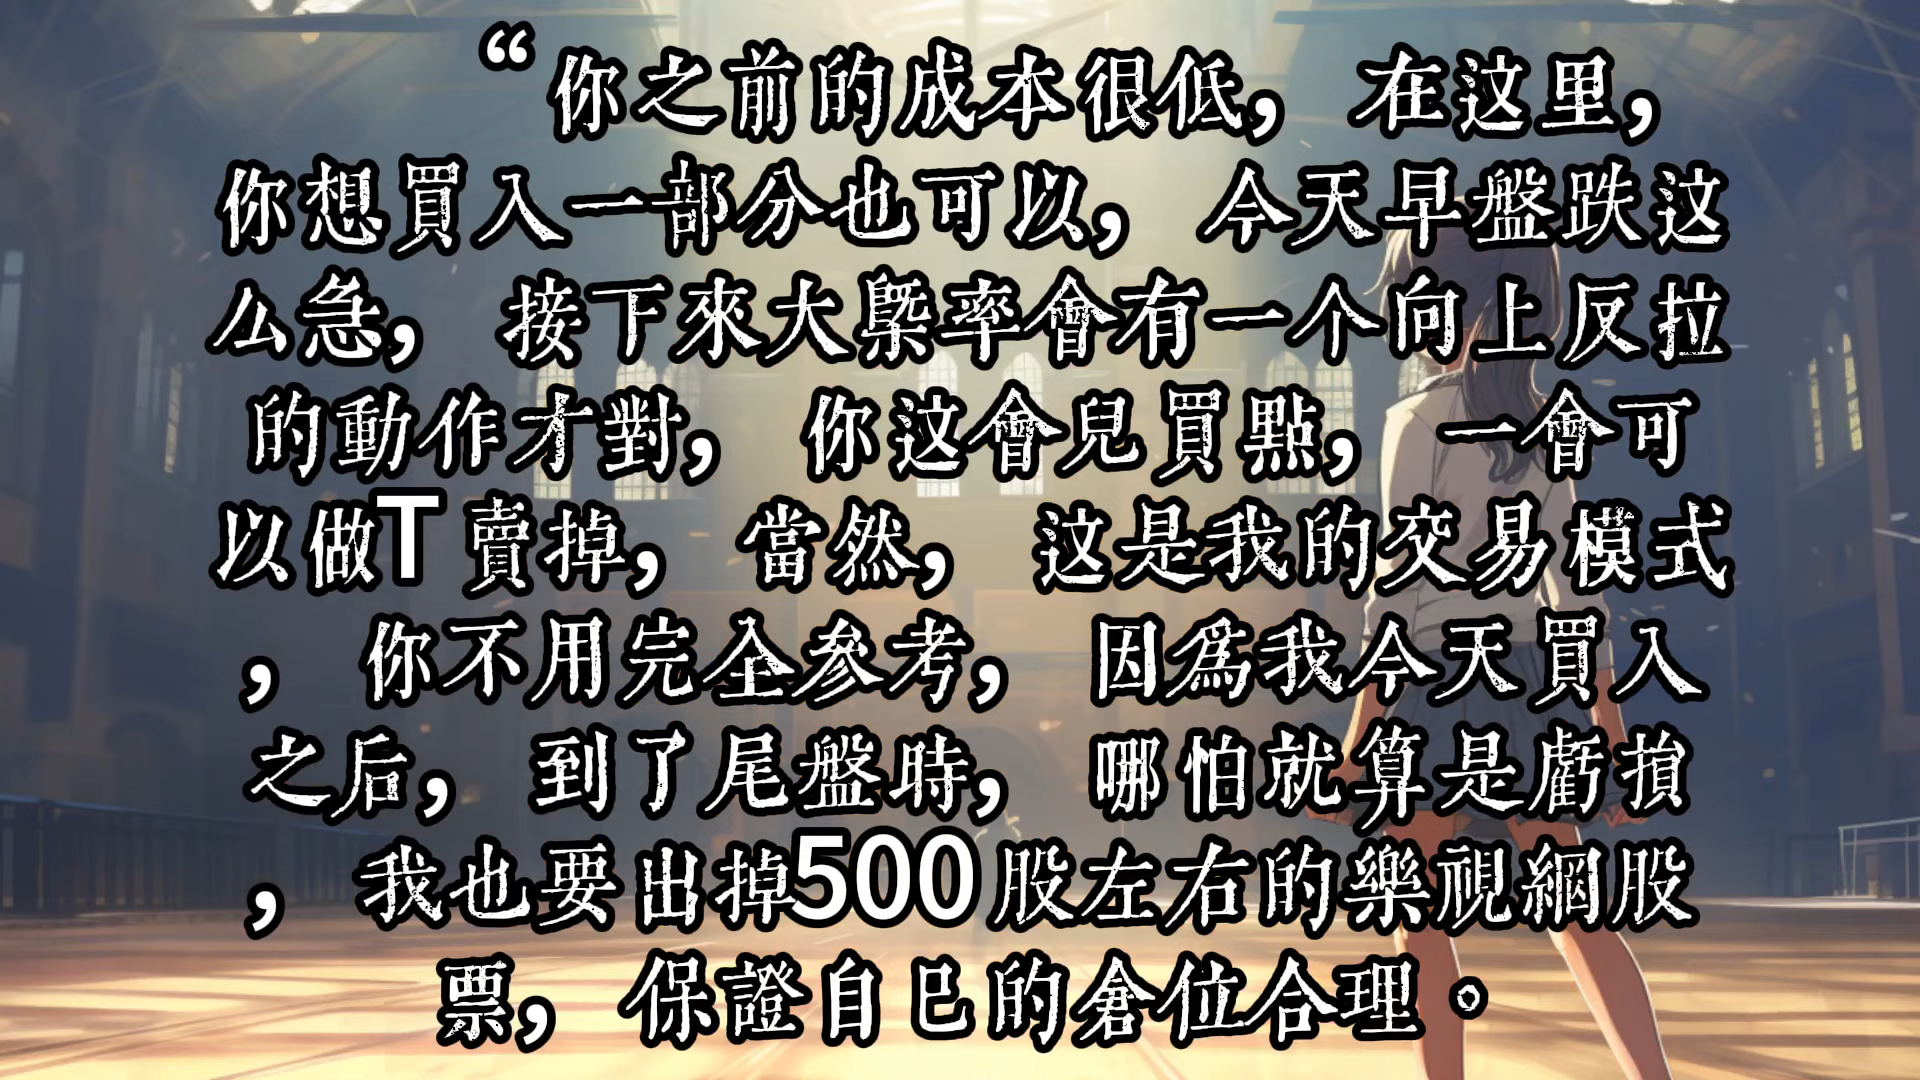 “你之前的成本很低，在这里，
你想買入一部分也可以，今天早盤跌这
么急，接下來大槩率會有一个向上反拉
的動作才對，你这會兒買點，一會可
以做T賣掉，當然，这是我的交易模式
，你不用完全參考，因爲我今天買入
之后，到了尾盤時，哪怕就算是虧損
，我也要出掉500股左右的樂視網股
票，保證自已的倉位合理。